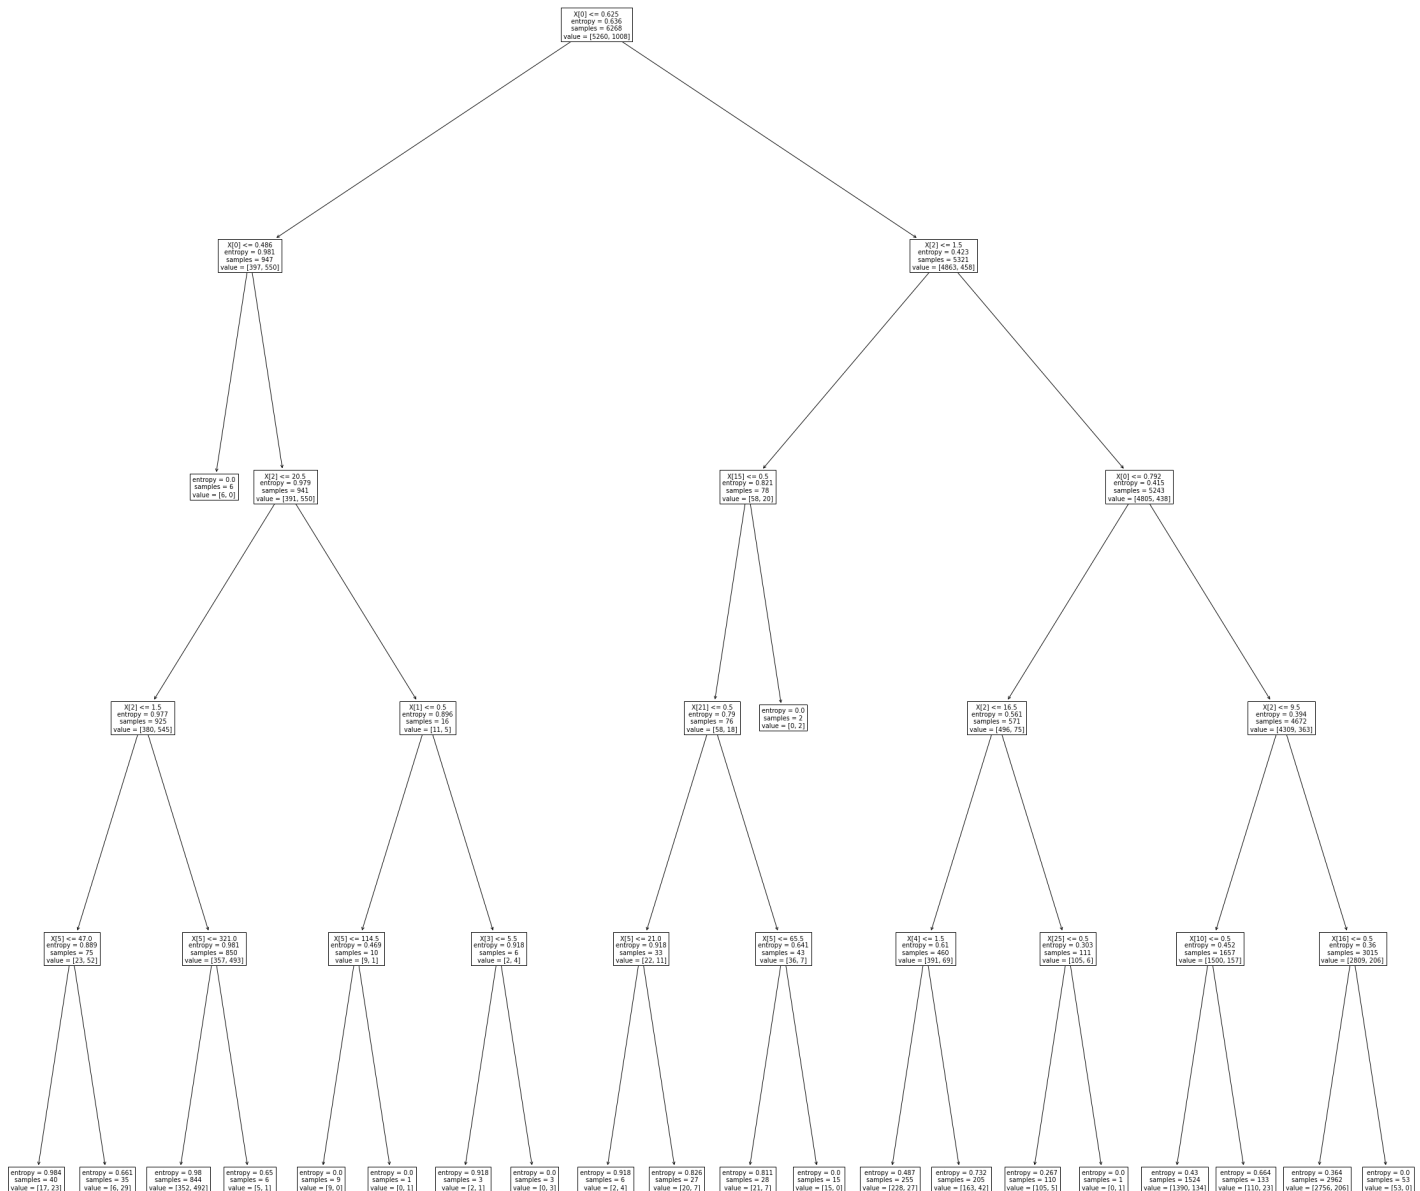 X[0] <= 0.625
entropy = 0.636
samples = 6268
value = [5260, 1008]
X[0] <= 0.486
entropy = 0.981
samples = 947
value = [397, 550]
X[2] <= 1.5
entropy = 0.423
samples = 5321
value = [4863, 458]
entropy = 0.0
samples = 6
value = [6, 0]
X[2] <= 20.5
entropy = 0.979
samples = 941
value = [391, 550]
X[15] <= 0.5
entropy = 0.821
samples = 78
value = [58, 20]
X[0] <= 0.792
entropy = 0.415
samples = 5243
value = [4805, 438]
X[2] <= 1.5
entropy = 0.977
samples = 925
value = [380, 545]
X[1] <= 0.5
entropy = 0.896
samples = 16
value = [11, 5]
X[21] <= 0.5
entropy = 0.79
samples = 76
value = [58, 18]
entropy = 0.0
samples = 2
value = [0, 2]
X[2] <= 16.5
entropy = 0.561
samples = 571
value = [496, 75]
X[2] <= 9.5
entropy = 0.394
samples = 4672
value = [4309, 363]
X[5] <= 47.0
entropy = 0.889
samples = 75
value = [23, 52]
X[5] <= 321.0
entropy = 0.981
samples = 850
value = [357, 493]
X[5] <= 114.5
entropy = 0.469
samples = 10
value = [9, 1]
X[3] <= 5.5
entropy = 0.918
samples = 6
value = [2, 4]
X[5] <= 21.0
entropy = 0.918
samples = 33
value = [22, 11]
X[5] <= 65.5
entropy = 0.641
samples = 43
value = [36, 7]
X[4] <= 1.5
entropy = 0.61
samples = 460
value = [391, 69]
X[25] <= 0.5
entropy = 0.303
samples = 111
value = [105, 6]
X[10] <= 0.5
entropy = 0.452
samples = 1657
value = [1500, 157]
X[16] <= 0.5
entropy = 0.36
samples = 3015
value = [2809, 206]
entropy = 0.984
samples = 40
value = [17, 23]
entropy = 0.661
samples = 35
value = [6, 29]
entropy = 0.98
samples = 844
value = [352, 492]
entropy = 0.65
samples = 6
value = [5, 1]
entropy = 0.0
samples = 9
value = [9, 0]
entropy = 0.0
samples = 1
value = [0, 1]
entropy = 0.918
samples = 3
value = [2, 1]
entropy = 0.0
samples = 3
value = [0, 3]
entropy = 0.918
samples = 6
value = [2, 4]
entropy = 0.826
samples = 27
value = [20, 7]
entropy = 0.811
samples = 28
value = [21, 7]
entropy = 0.0
samples = 15
value = [15, 0]
entropy = 0.487
samples = 255
value = [228, 27]
entropy = 0.732
samples = 205
value = [163, 42]
entropy = 0.267
samples = 110
value = [105, 5]
entropy = 0.0
samples = 1
value = [0, 1]
entropy = 0.43
samples = 1524
value = [1390, 134]
entropy = 0.664
samples = 133
value = [110, 23]
entropy = 0.364
samples = 2962
value = [2756, 206]
entropy = 0.0
samples = 53
value = [53, 0]